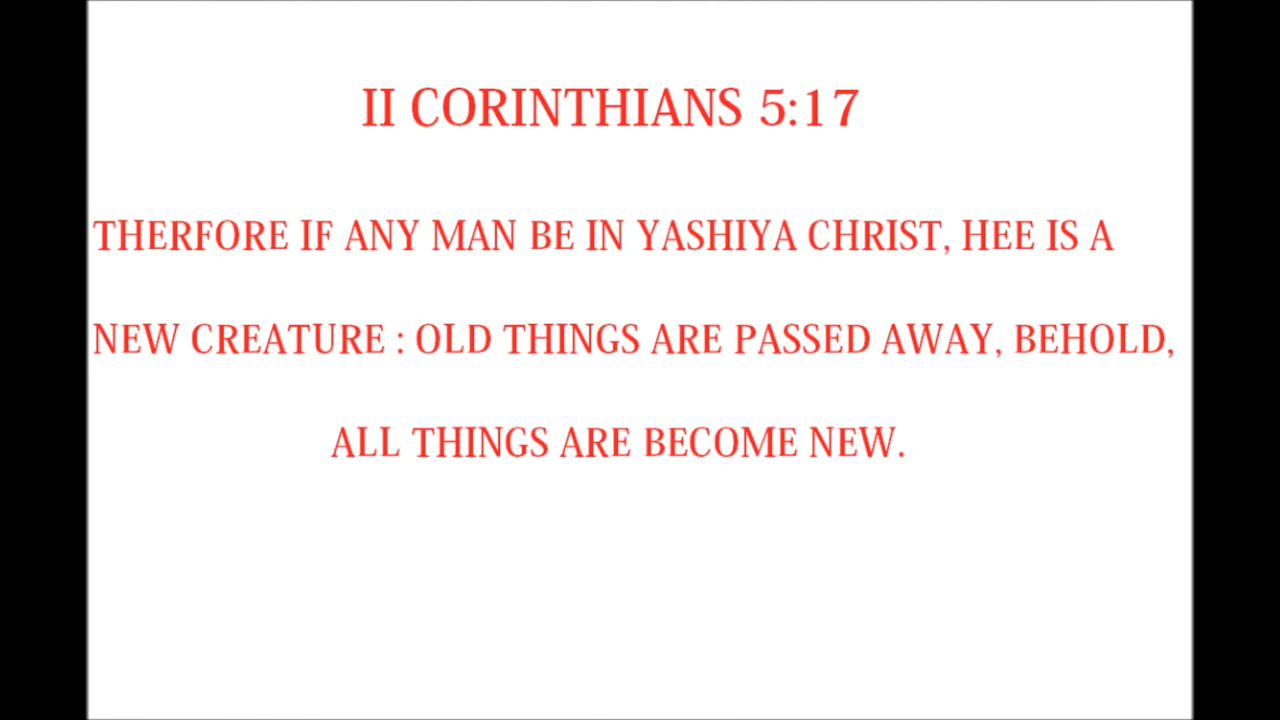 II CORINTHIANS 5:17
THERFORE IF ANY MAN BE IN YASHIYA CHRIST, HEE IS A
NEW CREATURE : OLD THINGS ARE PASSED AWAY, BEHOLD,
ALL THINGS ARE BECOME NEW.